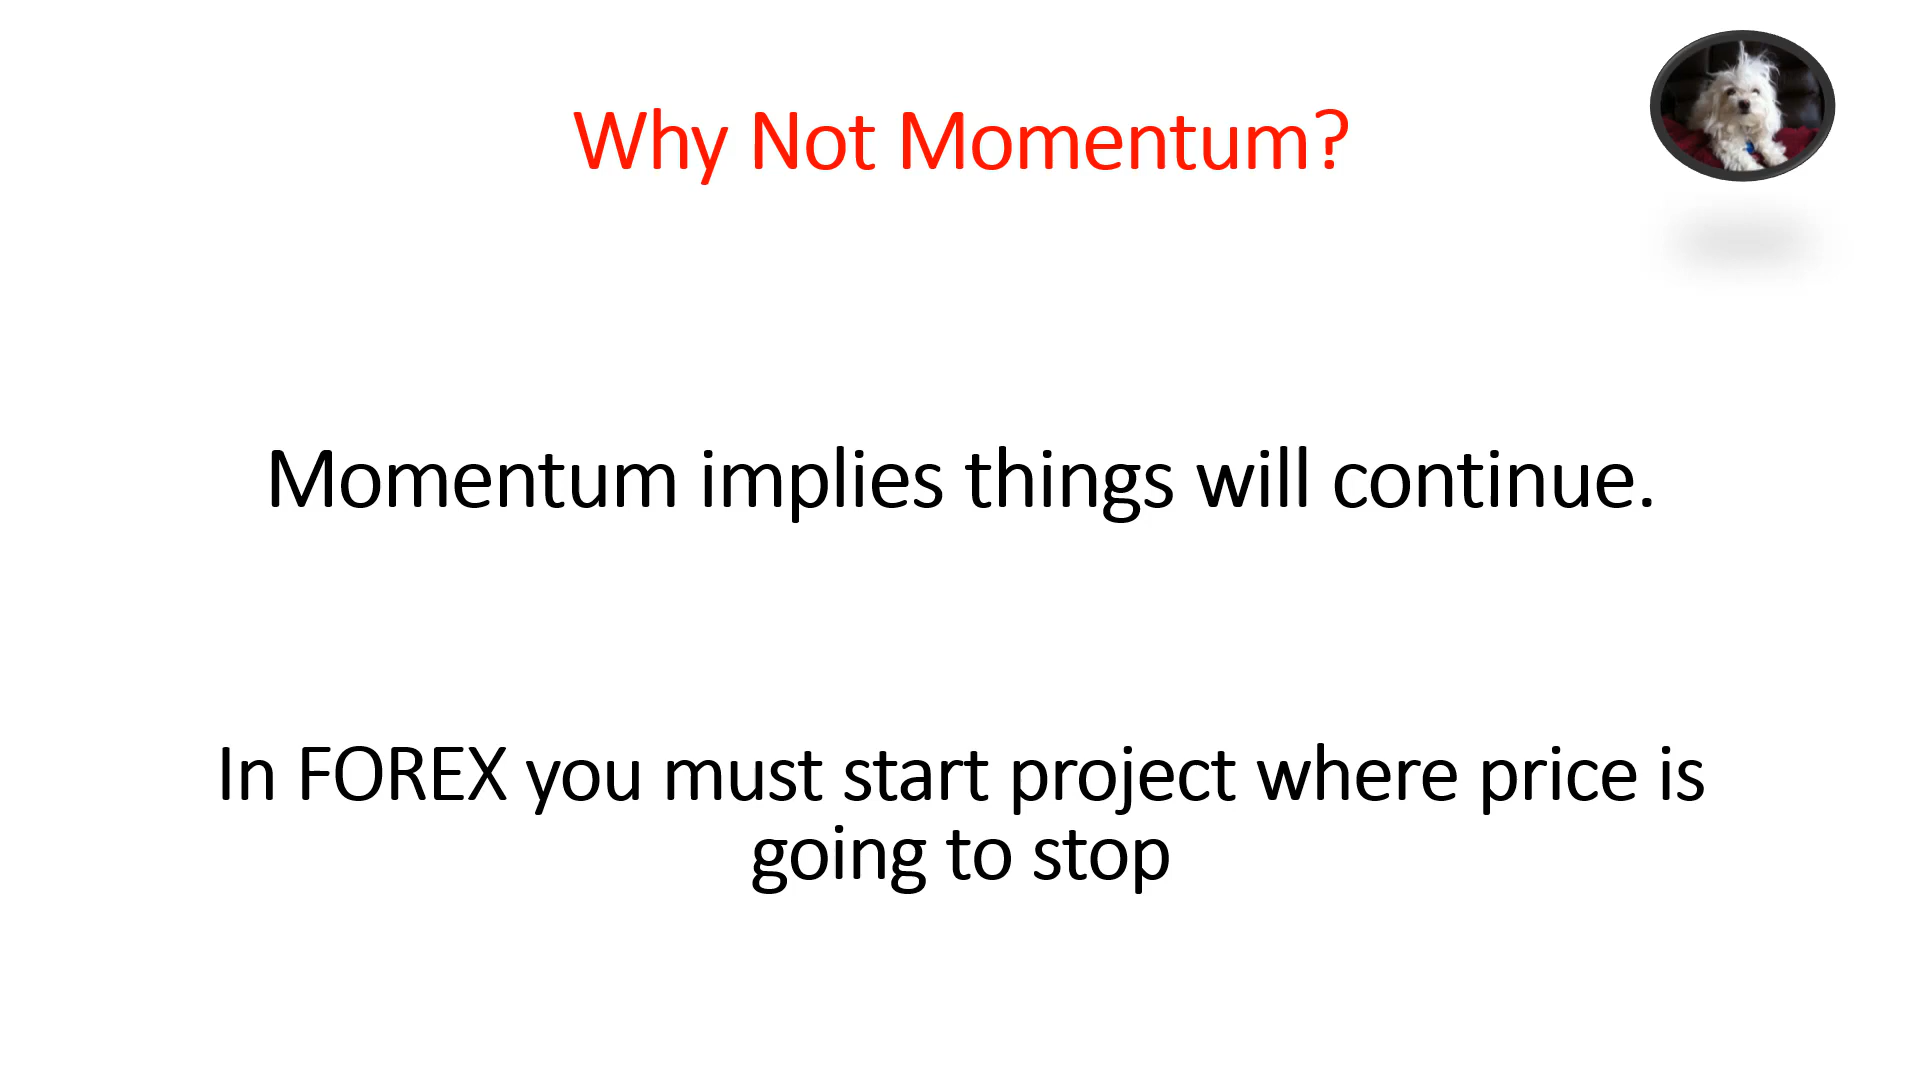 Why Not Momentum?
Momentum implies things will continue.
In FOREX you must start project where price is
going to stop